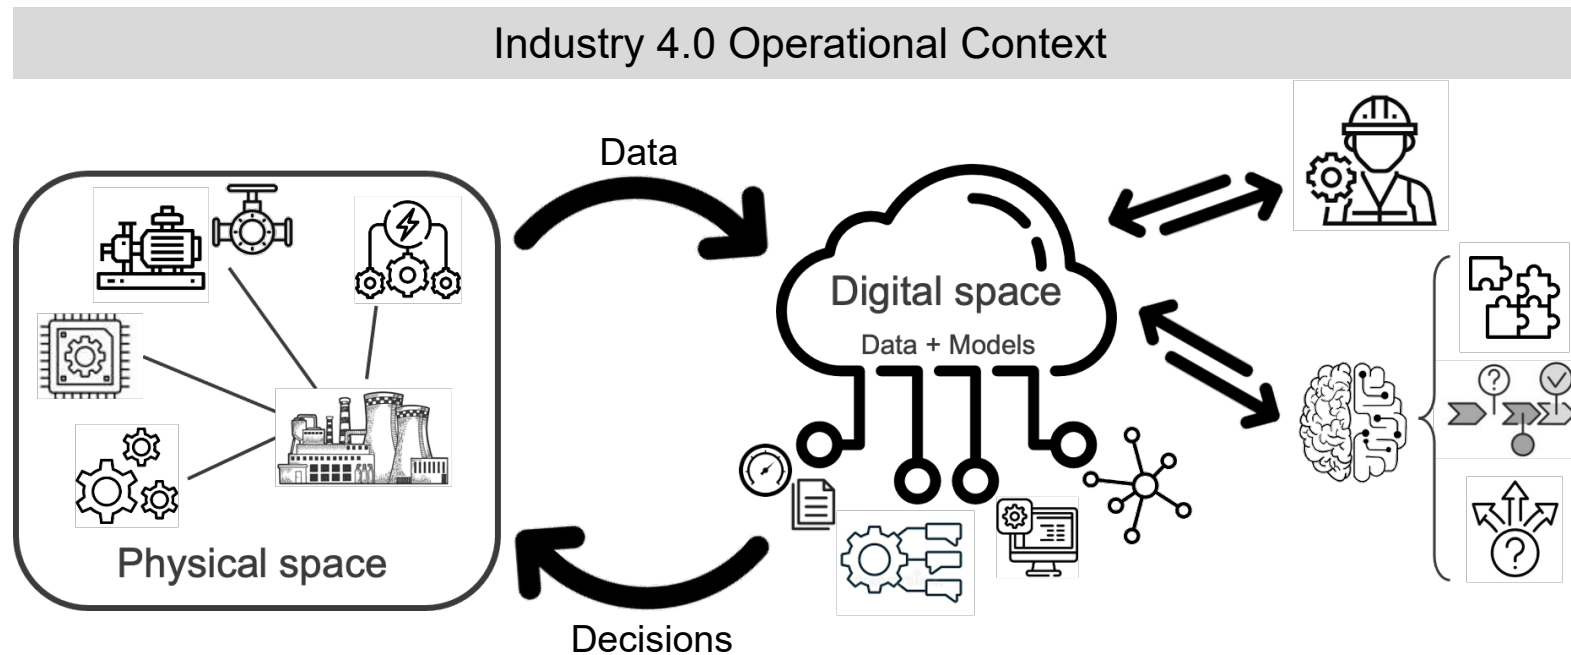 Industry 4.0 Operational Context
Data
Digital space
Data + Models
Physical space
Decisions